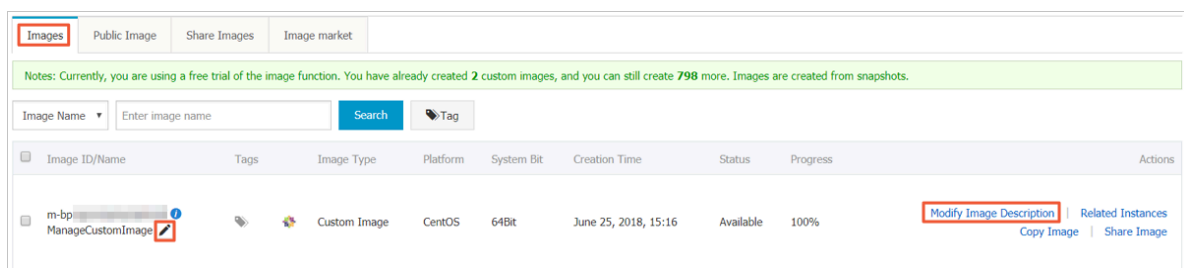 Images Public Image Share Images Image market
Notes: Currently, you are using a free trial of the image function. You have already created 2 custom images, and you can still create 798 more. Images are created from snapshots.
Image Name Enter image name Search Tag
Image ID/Name Tags Image Type Platform System Bit Creation Time Status Progress Actions
m-bp
ManageCustomImage Custom Image CentOS 64Bit June 25, 2018, 15:16 Available 100% Modify Image Description | Related Instances
Copy Image | Share Image